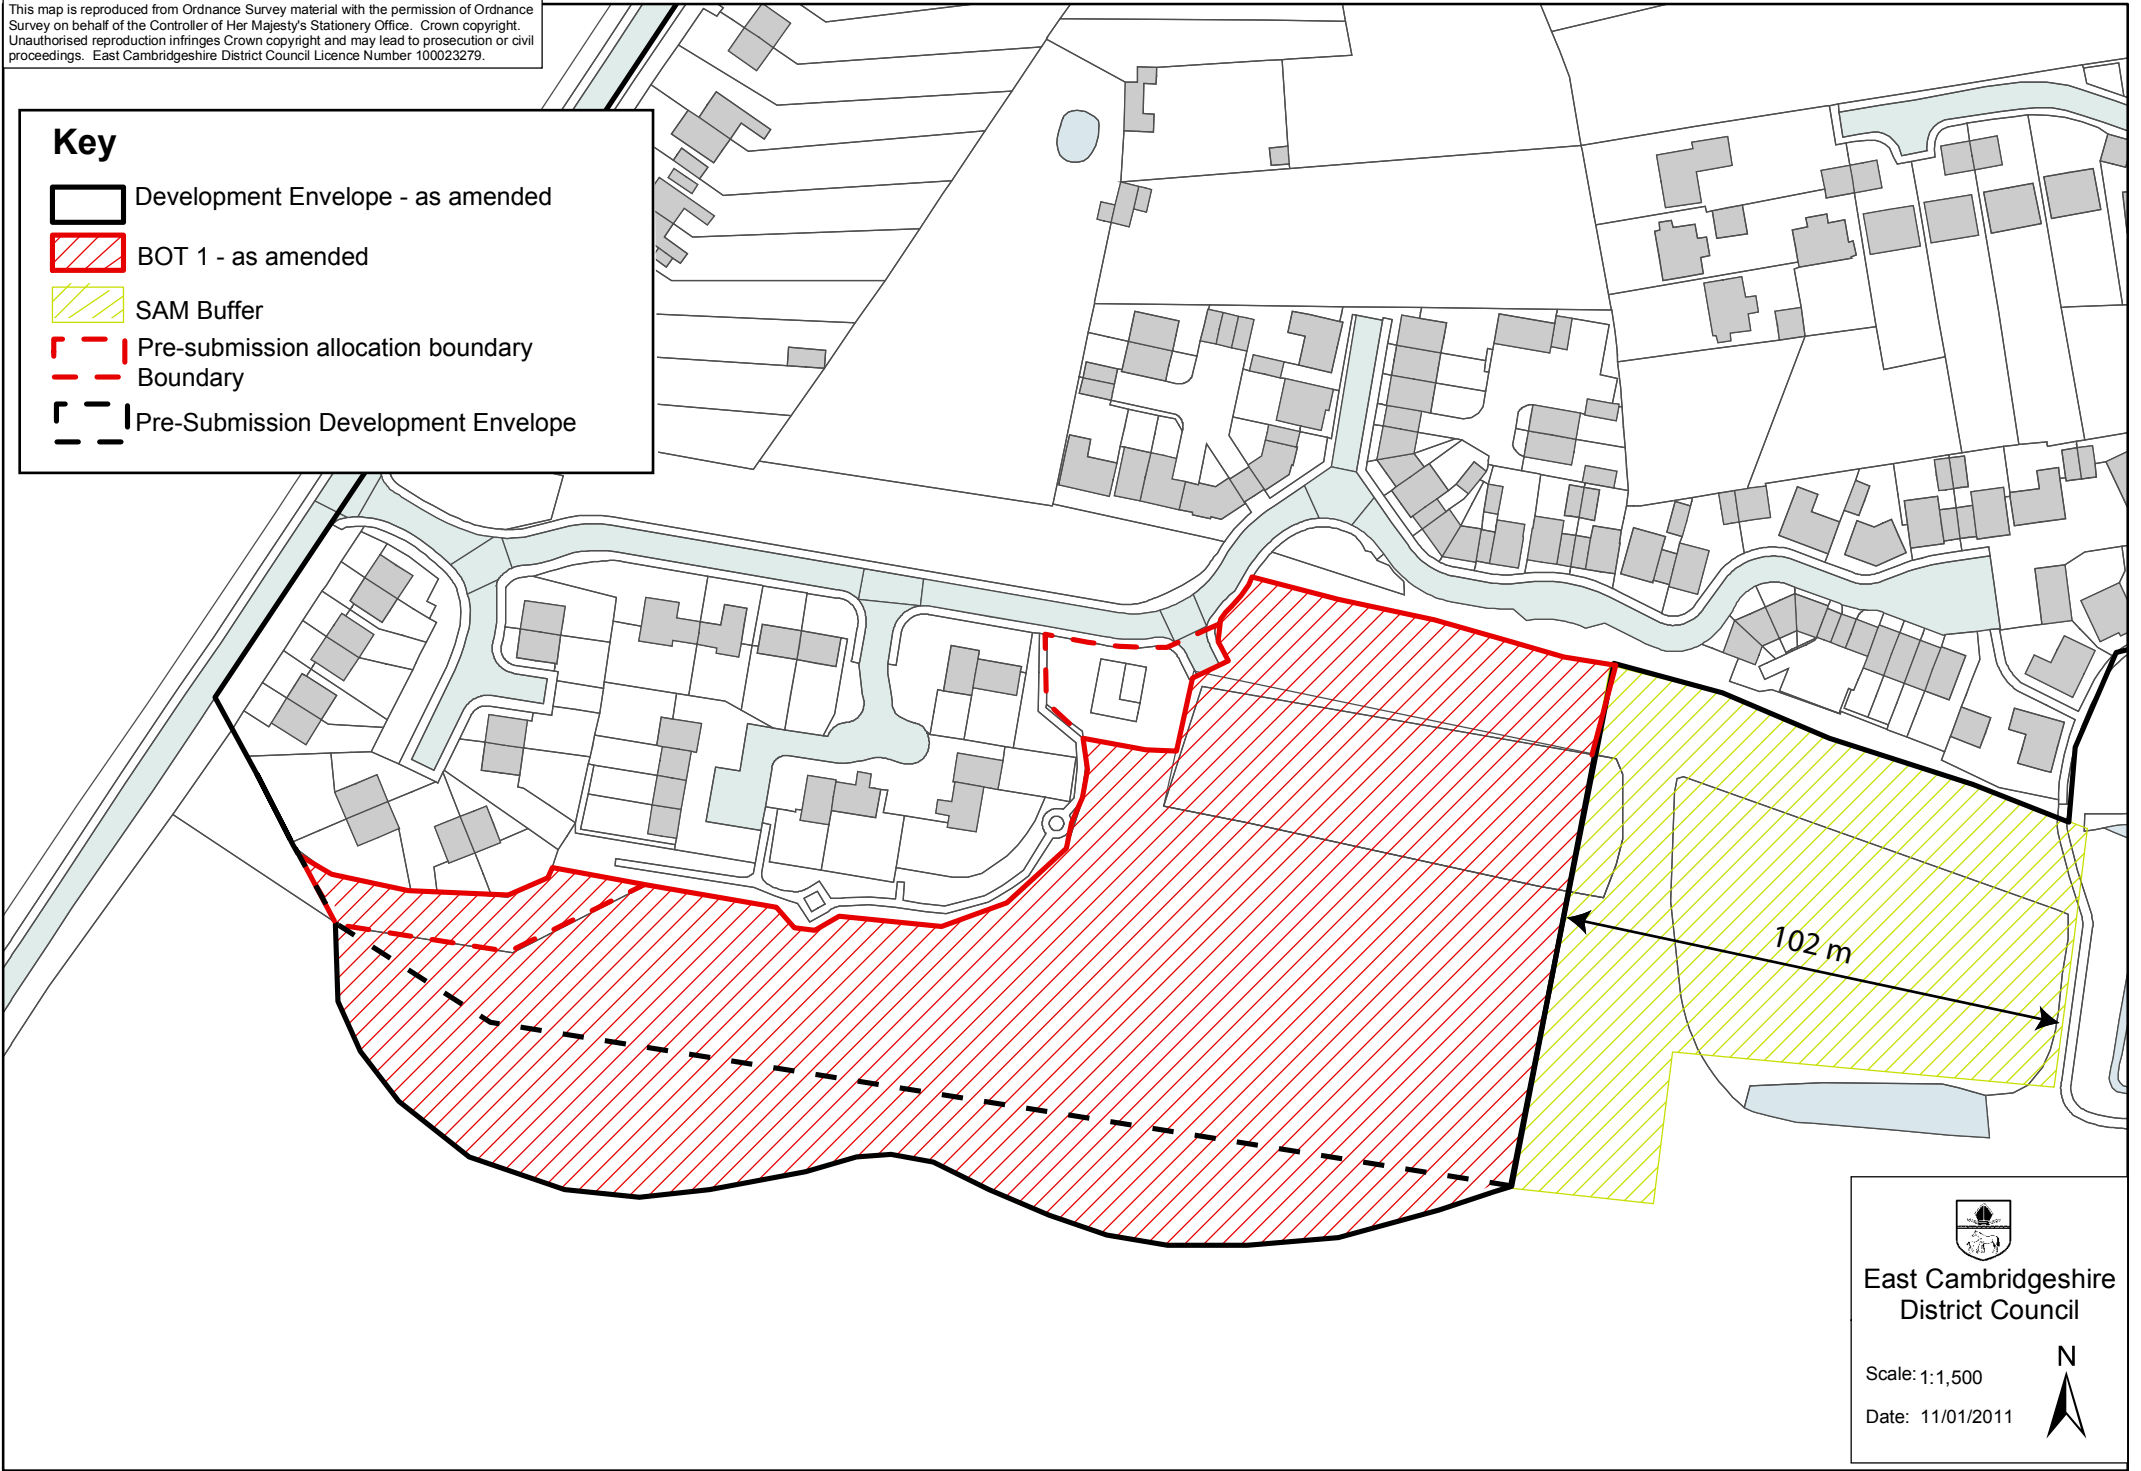 This map is reproduced from Ordnance Survey material with the permission of Ordnance
Survey on behalf of the Controller of Her Majesty's Stationery Office.  Crown copyright.
Unauthorised reproduction infringes Crown copyright and may lead to prosecution or civil
proceedings.  East Cambridgeshire District Council Licence Number 100023279.
Key
Development Envelope - as amended
BOT 1 - as amended
SAM Buffer
Pre-submission allocation boundary
Boundary
Pre-Submission Development Envelope
102 m
East Cambridgeshire
District Council
N
Scale: 1:1,500
Date: 11/01/2011